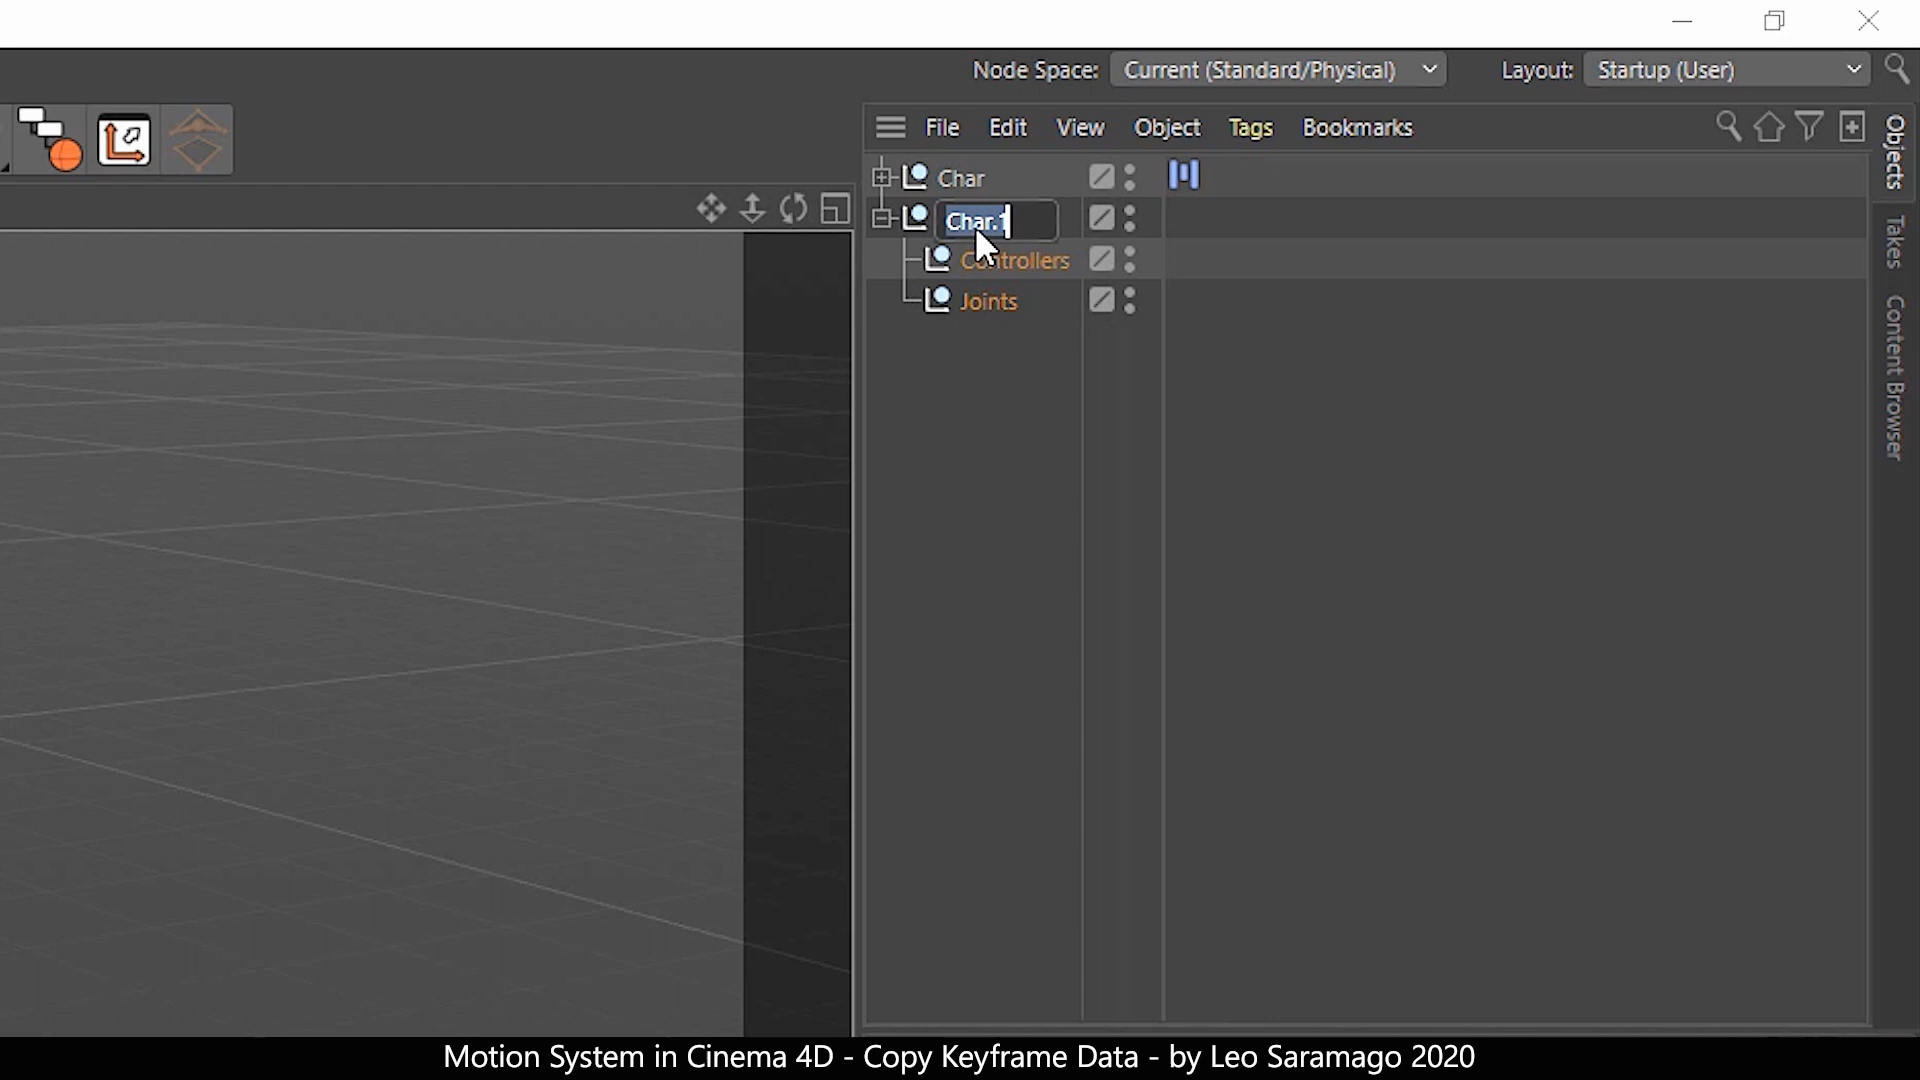 Node Space: Current (Standard/Physical) Layout: Startup (User)
File Edit View Object Tags Bookmarks
Char
Char.1
Controllers
Joints
Objects
Takes
Content Browser
Motion System in Cinema 4D - Copy Keyframe Data - by Leo Saramago 2020